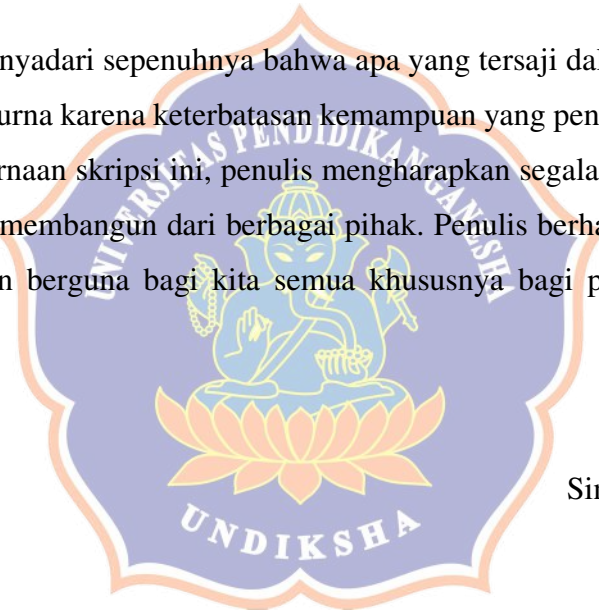 nyadari sepenuhnya bahwa apa yang tersaji dal
urna karena keterbatasan kemampuan yang pen
rnaan skripsi ini, penulis mengharapkan segala
membangun dari berbagai pihak. Penulis berha
n berguna bagi kita semua khususnya bagi p
UNIVERSITAS PENDIDIKAN GANESHA
Sin
UNDIKSHA